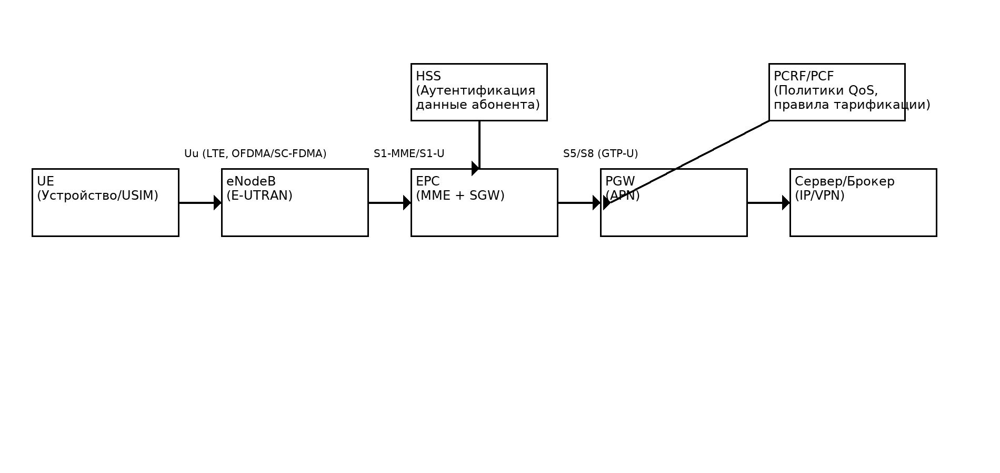 HSS
(Аутентификация
данные абонента)
PCRF/PCF
(Политики QoS,
правила тарификации)
Uu (LTE, OFDMA/SC-FDMA)
S1-MME/S1-U
S5/S8 (GTP-U)
UE
(Устройство/USIM)
eNodeB
(E-UTRAN)
EPC
(MME + SGW)
PGW
(APN)
Сервер/Брокер
(IP/VPN)